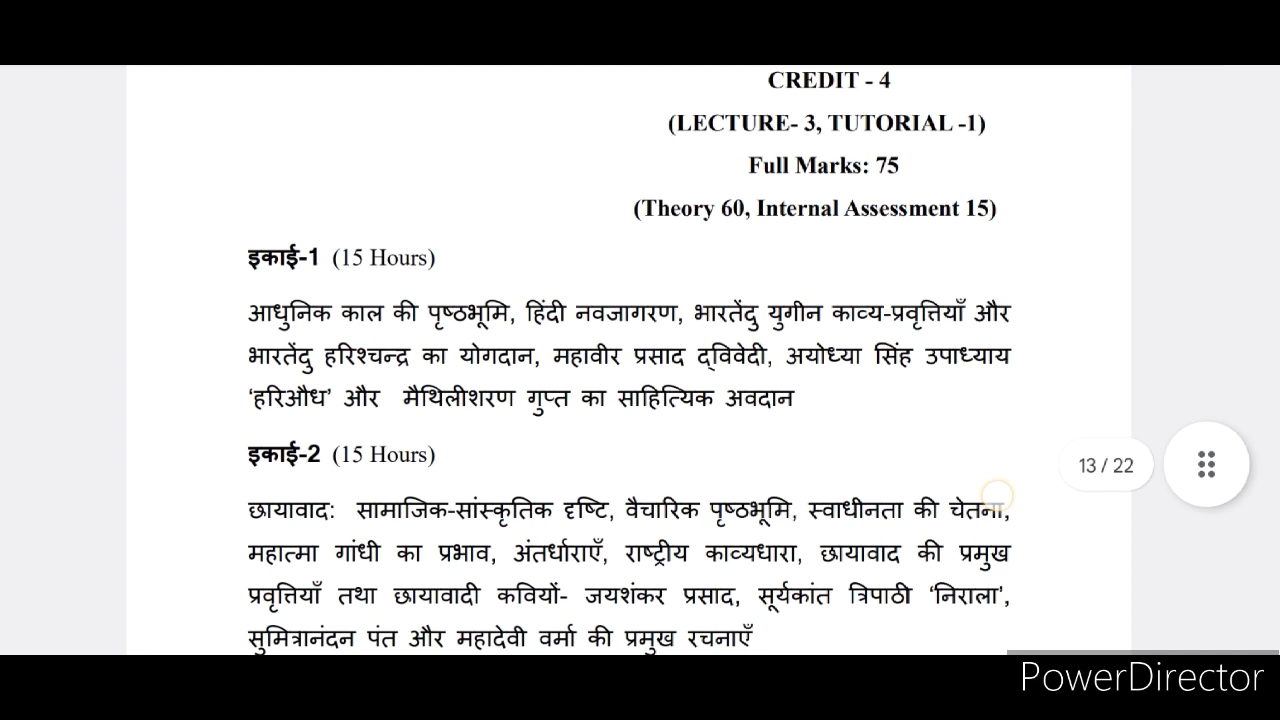 CREDIT - 4
(LECTURE- 3, TUTORIAL -1)
Full Marks: 75
(Theory 60, Internal Assessment 15)
इकाई-1 (15 Hours)
आधुनिक काल की पृष्ठभूमि, हिंदी नवजागरण, भारतेंदु युगीन काव्य-प्रवृत्तियाँ और
भारतेंदु हरिश्चन्द्र का योगदान, महावीर प्रसाद द्विवेदी, अयोध्या सिंह उपाध्याय
‘हरिऔध’ और मैथिलीशरण गुप्त का साहित्यिक अवदान
इकाई-2 (15 Hours)
13 / 22
छायावाद: सामाजिक-सांस्कृतिक दृष्टि, वैचारिक पृष्ठभूमि, स्वाधीनता की चेतना,
महात्मा गांधी का प्रभाव, अंतर्धाराएँ, राष्ट्रीय काव्यधारा, छायावाद की प्रमुख
प्रवृत्तियाँ तथा छायावादी कवियों- जयशंकर प्रसाद, सूर्यकांत त्रिपाठी ‘निराला’,
सुमित्रानंदन पंत और महादेवी वर्मा की प्रमुख रचनाएँ
PowerDirector